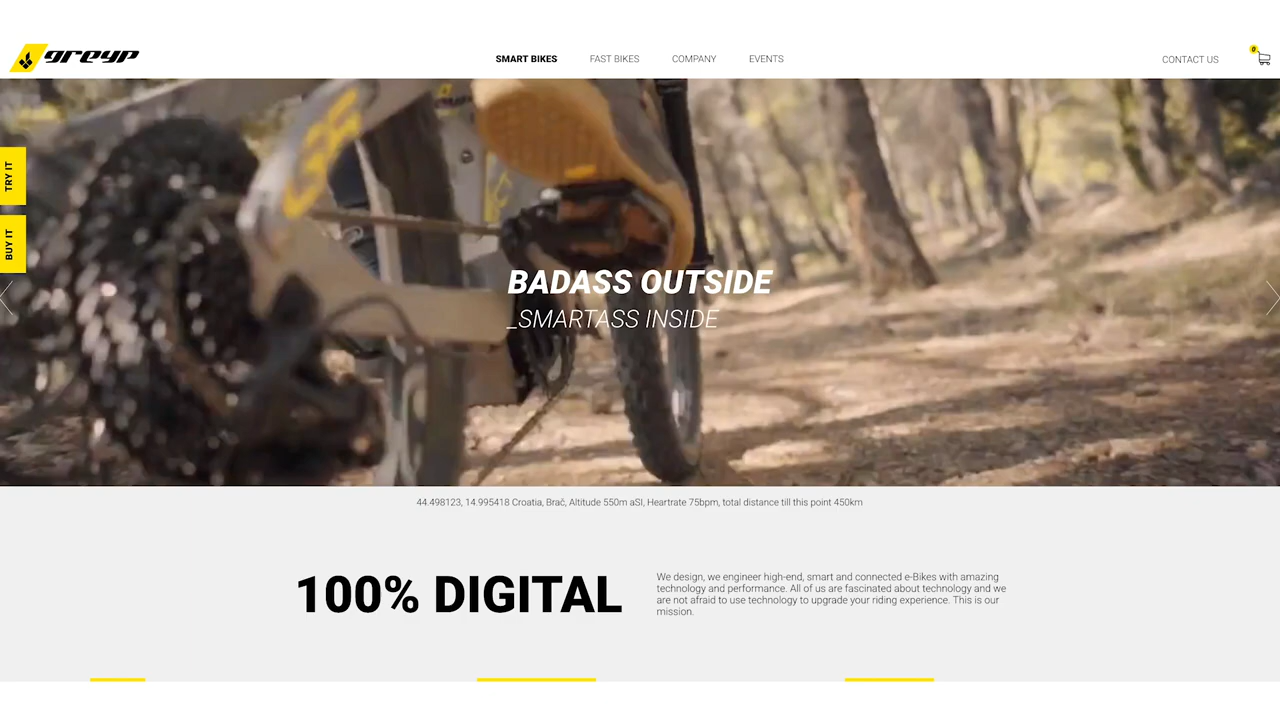 greyp
SMART BIKES
FAST BIKES
COMPANY
EVENTS
CONTACT US
0
TRY IT
BUY IT
BADASS OUTSIDE
_SMARTASS INSIDE
44.498123, 14.995418 Croatia, Brač, Altitude 550m aSl, Heartrate 75bpm, total distance till this point 450km
100% DIGITAL
We design, we engineer high-end, smart and connected e-Bikes with amazing
technology and performance. All of us are fascinated about technology and we
are not afraid to use technology to upgrade your riding experience. This is our
mission.